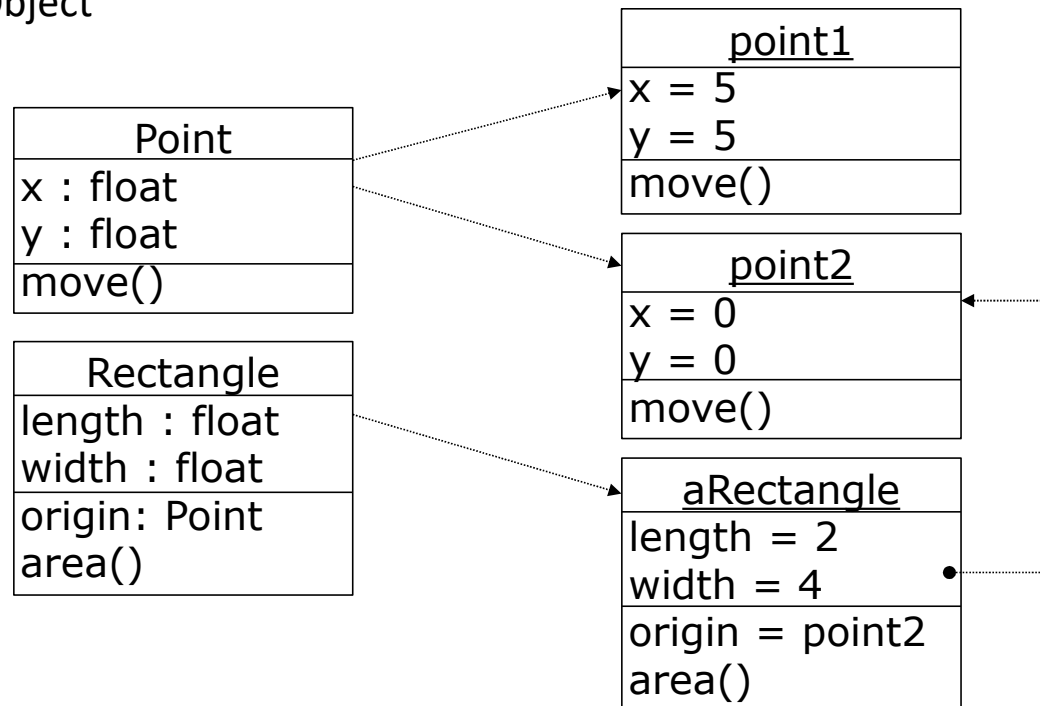 Object
Point
x : float
y : float
move()
Rectangle
length : float
width : float
origin: Point
area()
point1
x = 5
y = 5
move()
point2
x = 0
y = 0
move()
aRectangle
length = 2
width = 4
origin = point2
area()